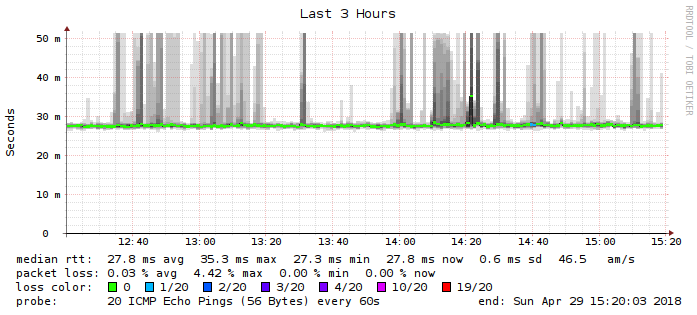 Last 3 Hours
RRDTOOL / TOBI OETIKER
Seconds
50 m
40 m
30 m
20 m
10 m
0
12:40 13:00 13:20 13:40 14:00 14:20 14:40 15:00 15:20
median rtt: 27.8 ms avg 35.3 ms max 27.3 ms min 27.8 ms now 0.6 ms sd 46.5 am/s
packet loss: 0.03 % avg 4.42 % max 0.00 % min 0.00 % now
loss color: 0 1/20 2/20 3/20 4/20 10/20 19/20
probe: 20 ICMP Echo Pings (56 Bytes) every 60s end: Sun Apr 29 15:20:03 2018